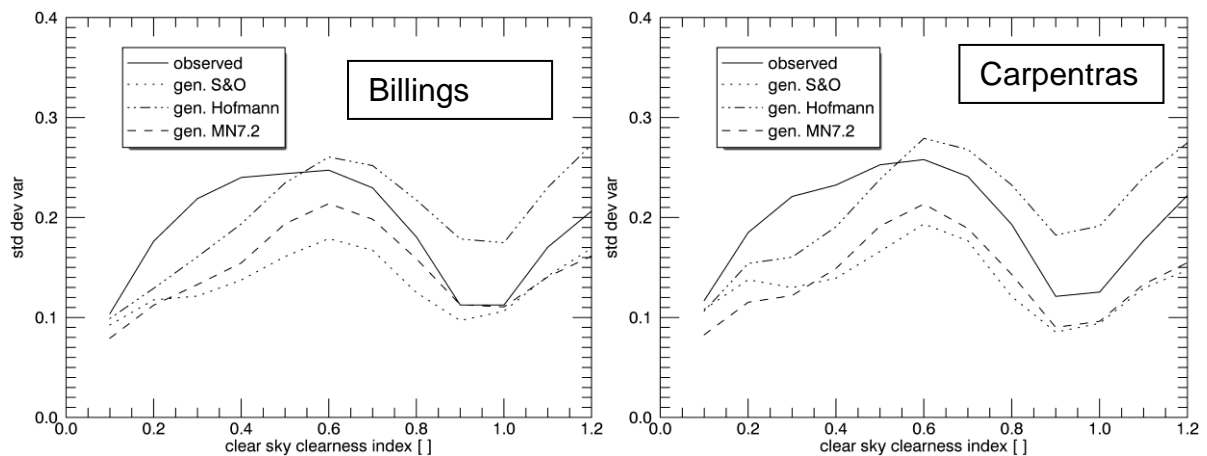 0.4
0.3
0.2
0.1
0.0
std dev var
observed
gen. S&O
gen. Hofmann
gen. MN7.2
Billings
0.0 0.2 0.4 0.6 0.8 1.0 1.2
clear sky clearness index [ ]
0.4
0.3
0.2
0.1
0.0
std dev var
observed
gen. S&O
gen. Hofmann
gen. MN7.2
Carpentras
0.0 0.2 0.4 0.6 0.8 1.0 1.2
clear sky clearness index [ ]